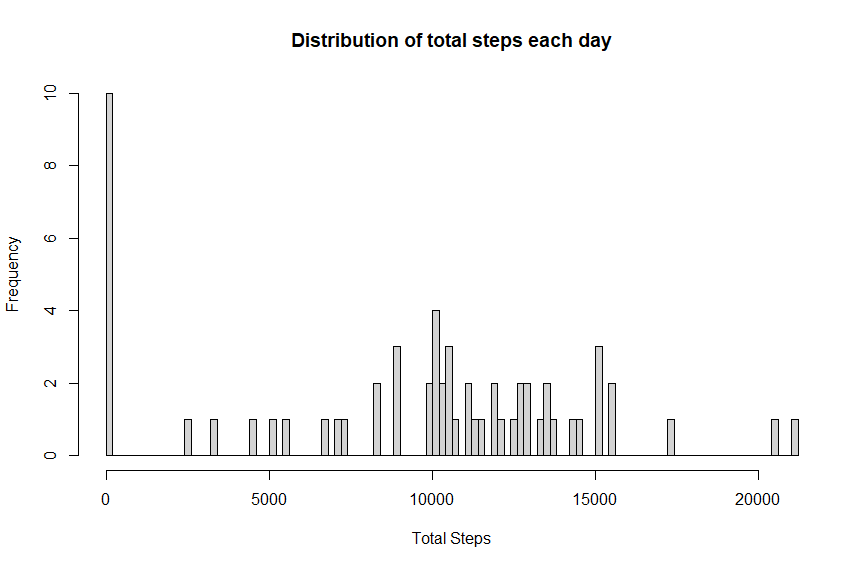 Distribution of total steps each day
Frequency
10
8
6
4
2
0
0 5000 10000 15000 20000
Total Steps